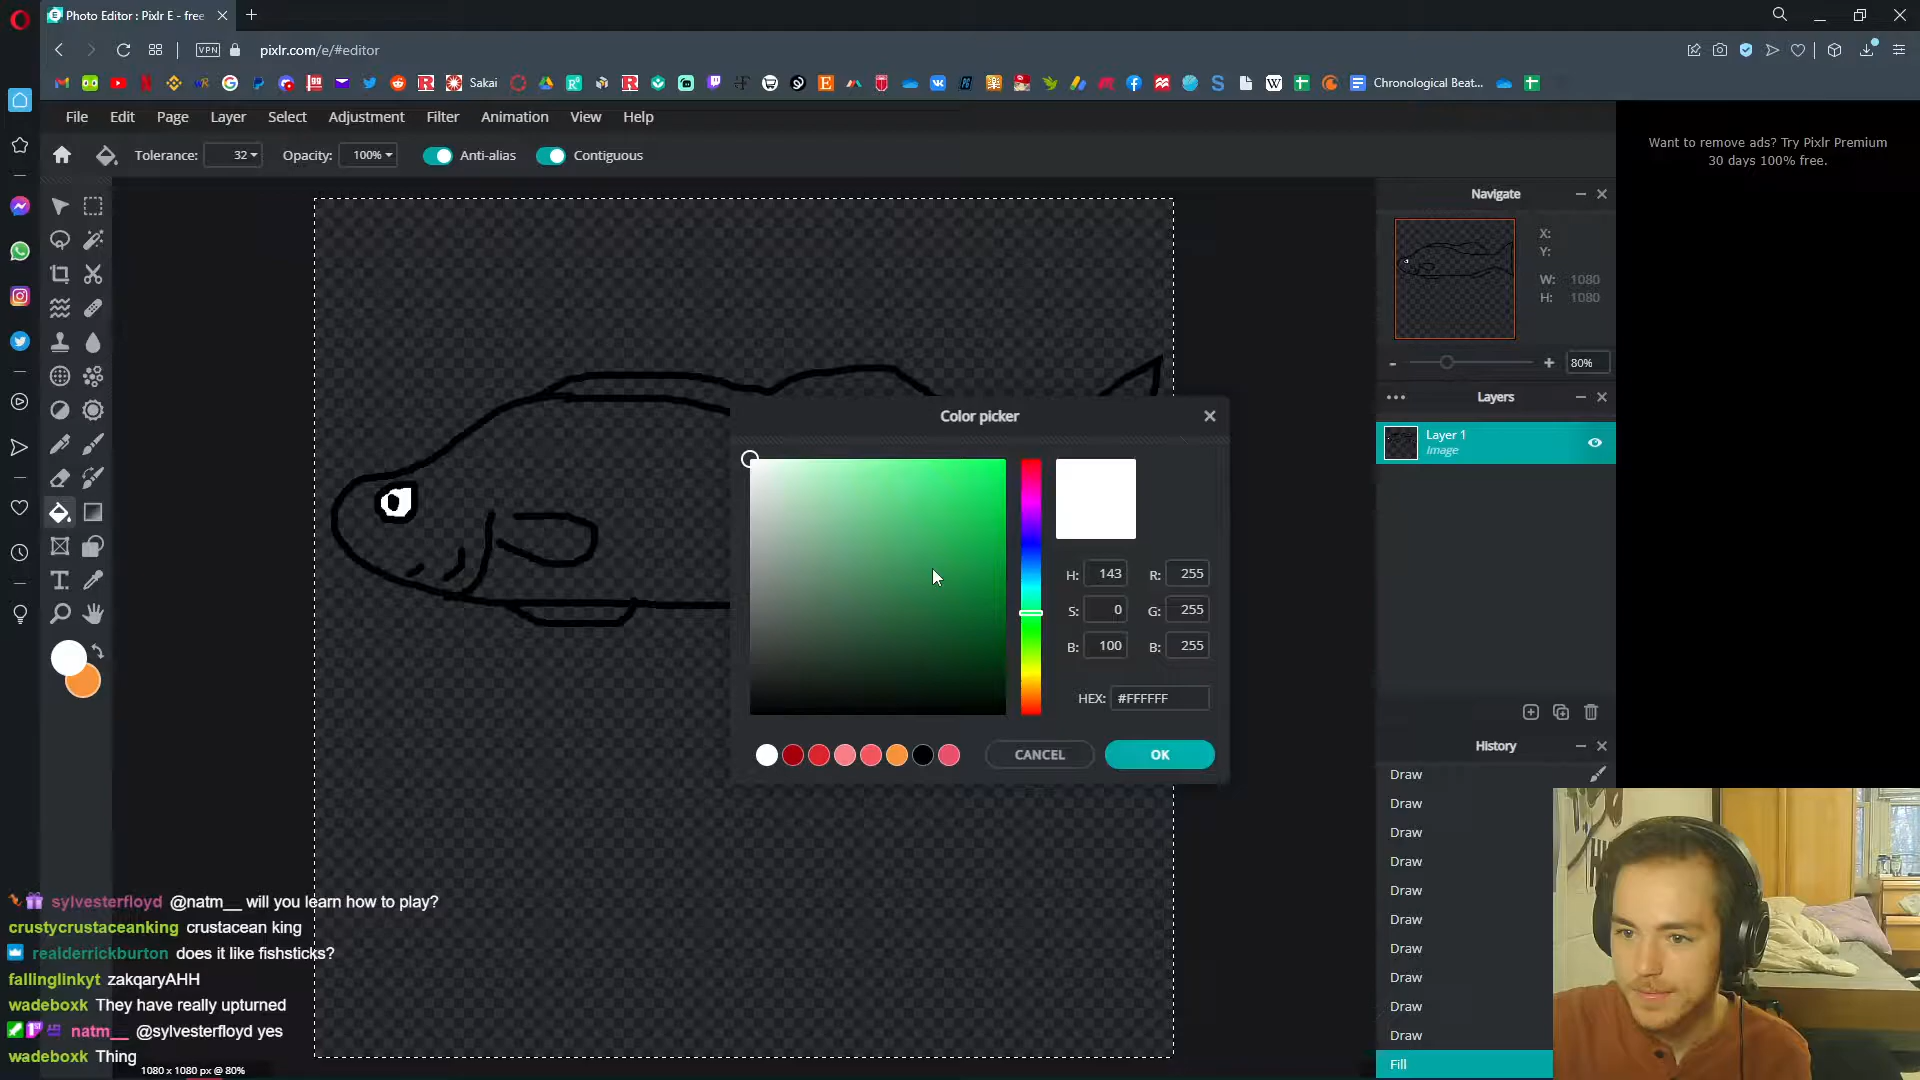 Photo Editor : Pixlr E - free
VPN
pixlr.com/e/#editor
Sakai
Chronological Beat...
File Edit Page Layer Select Adjustment Filter Animation View Help
Tolerance: 32 Opacity: 100% Anti-alias Contiguous
Want to remove ads? Try Pixlr Premium
30 days 100% free.
Navigate
X:
Y:
W: 1080
H: 1080
80%
Layers
Layer 1
Image
Color picker
H: 143 R: 255
S: 0 G: 255
B: 100 B: 255
HEX: #FFFFFF
CANCEL OK
History
Draw
Draw
Draw
Draw
Draw
Draw
Draw
Draw
Draw
Draw
Fill
sylvesterfloyd @natm__ will you learn how to play?
crustycrustaceanking crustacean king
realderrickburton does it like fishsticks?
fallinglinkyt zakqaryAHH
wadeboxk They have really upturned
natm__ @sylvesterfloyd yes
wadeboxk Thing
1080 x 1080 px @ 80%